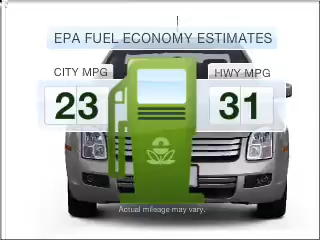 EPA FUEL ECONOMY ESTIMATES
CITY MPG
HWY MPG
23
31
Actual mileage may vary.